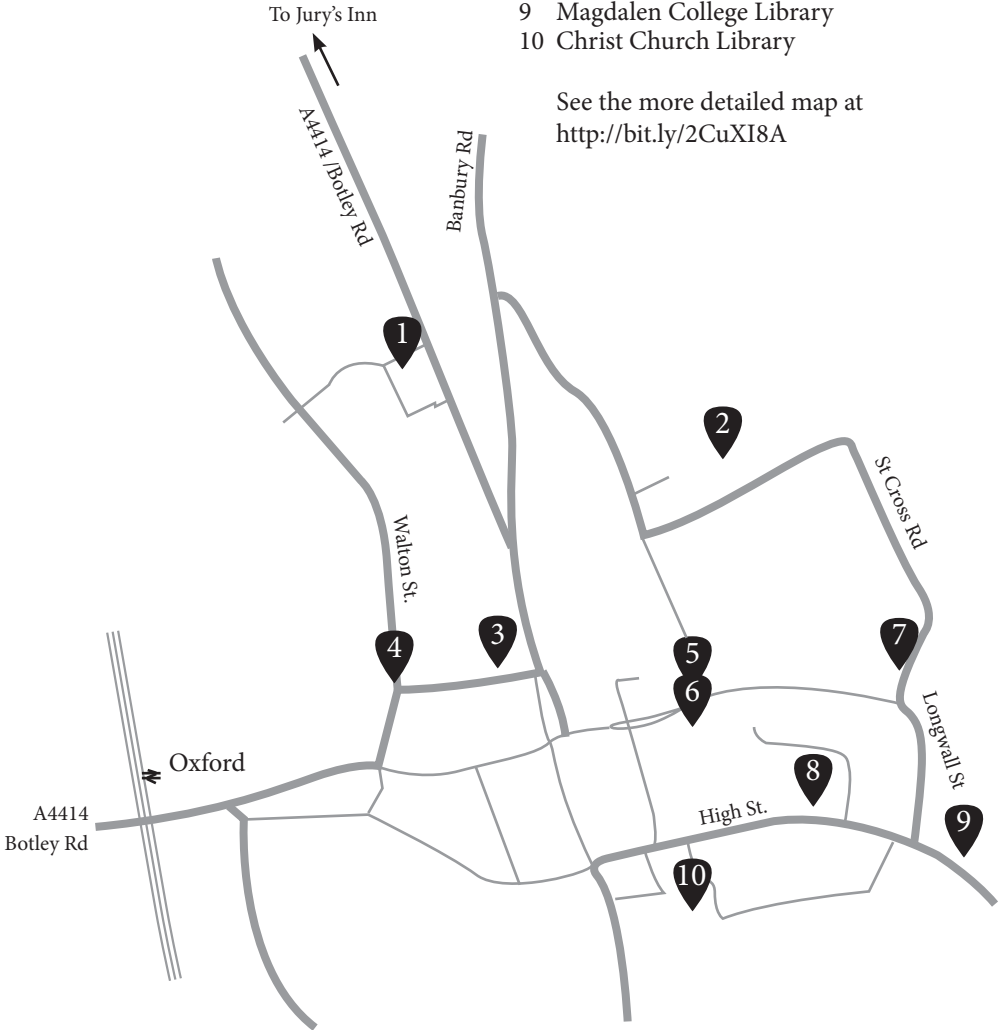 To Jury's Inn
9 Magdalen College Library
10 Christ Church Library
See the more detailed map at
http://bit.ly/2CuXI8A
A4414 /Botley Rd
Banbury Rd
1
2
St Cross Rd
Walton St.
3
4
5
6
7
Longwall St
Oxford
8
High St.
9
A4414
Botley Rd
10